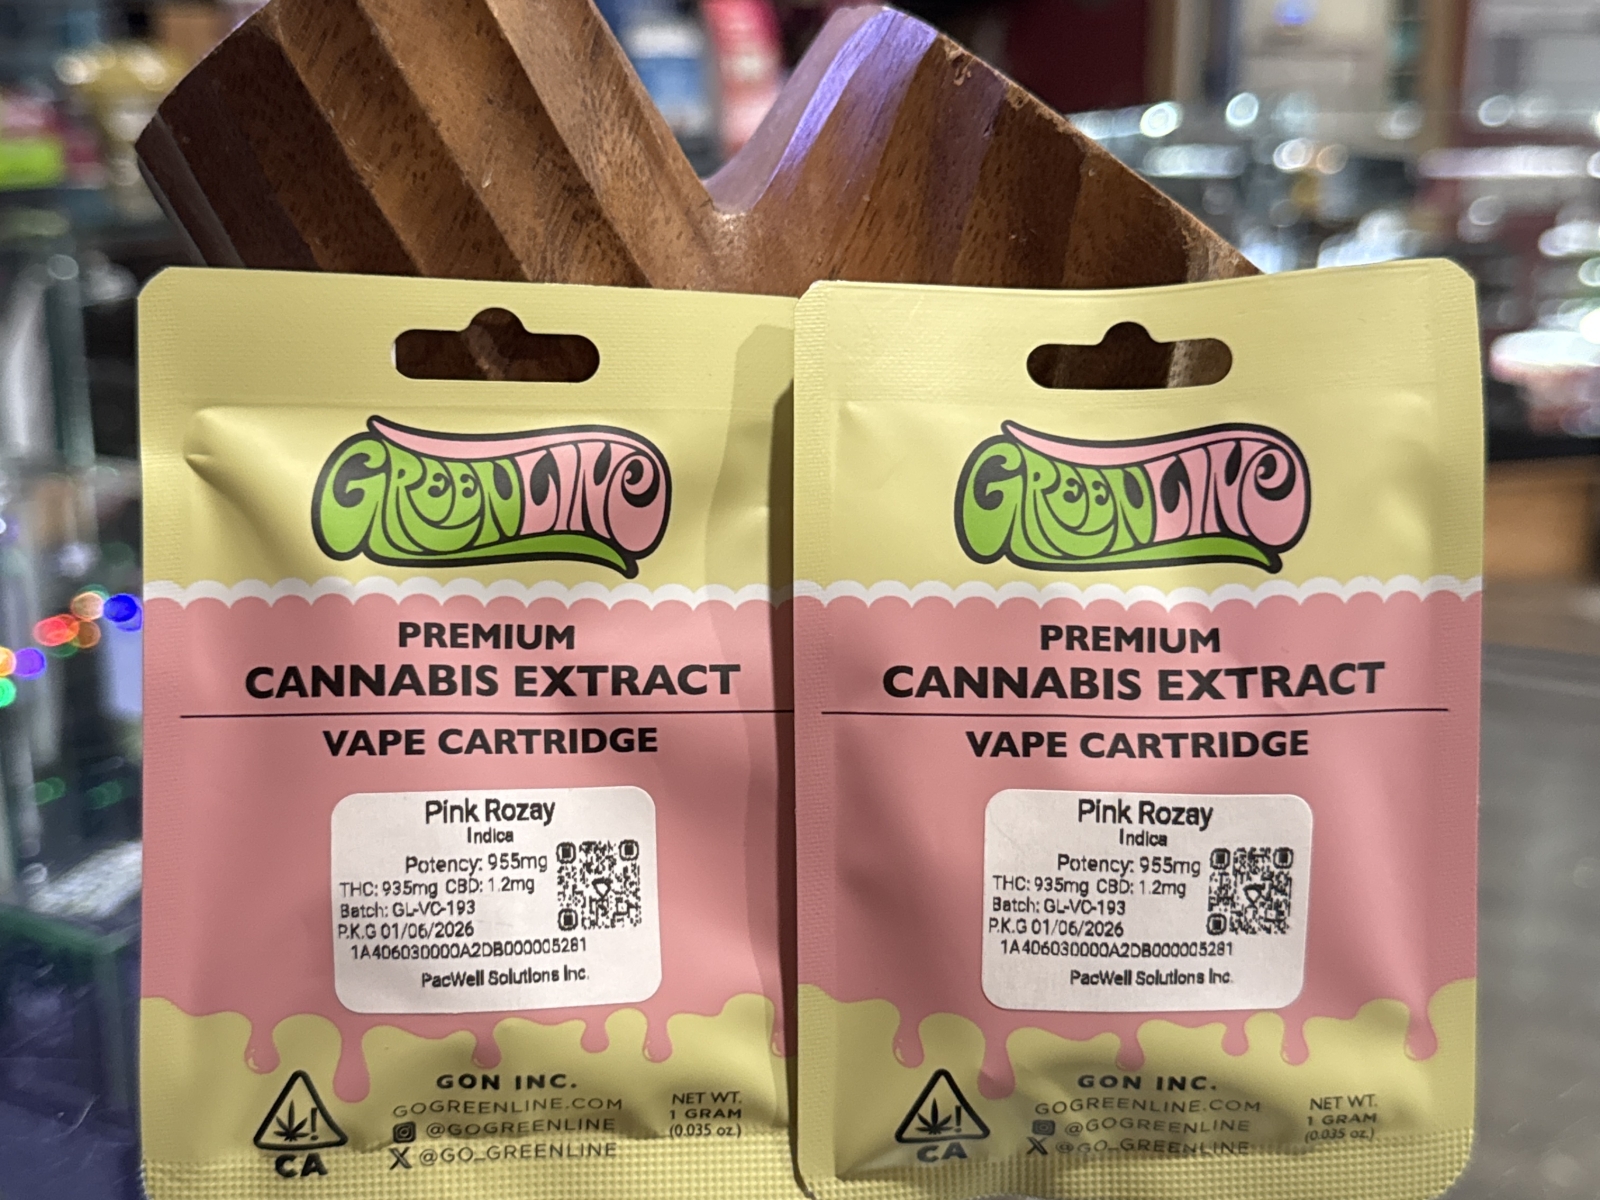 GREENLINE
PREMIUM
CANNABIS EXTRACT
VAPE CARTRIDGE
Pink Rozay
Indica
Potency: 955mg
THC: 935mg CBD: 1.2mg
Batch: GL-VC-193
P.K.G 01/06/2026
1A406030000A2DB000005281
PacWell Solutions Inc.
GON INC.
GOGREENLINE.COM
@GOGREENLINE
X @GO_GREENLINE
NET WT.
1 GRAM
(0.035 oz.)
!
CA
GREENLINE
PREMIUM
CANNABIS EXTRACT
VAPE CARTRIDGE
Pink Rozay
Indica
Potency: 955mg
THC: 935mg CBD: 1.2mg
Batch: GL-VC-193
P.K.G 01/06/2026
1A406030000A2DB000005281
PacWell Solutions Inc.
GON INC.
GOGREENLINE.COM
@GOGREENLINE
X @GO_GREENLINE
NET WT.
1 GRAM
(0.035 oz.)
!
CA